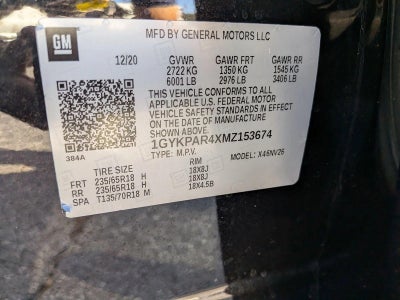 GM
MFD BY GENERAL MOTORS LLC
12/20 GVWR GAWR FRT GAWR RR
2722 KG 1350 KG 1545 KG
6001 LB 2976 LB 3406 LB
THIS VEHICLE CONFORMS TO ALL
APPLICABLE U.S. FEDERAL MOTOR
VEHICLE SAFETY STANDARDS IN EFFECT
ON THE DATE OF MANUFACTURE SHOWN ABOVE.
1GYKPAR4XMZ153674
384A TYPE: M.P.V. MODEL: X46NV26
TIRE SIZE RIM
FRT 235/65R18 H 18X8J
RR 235/65R18 H 18X8J
SPA T135/70R18 M 18X4.5B